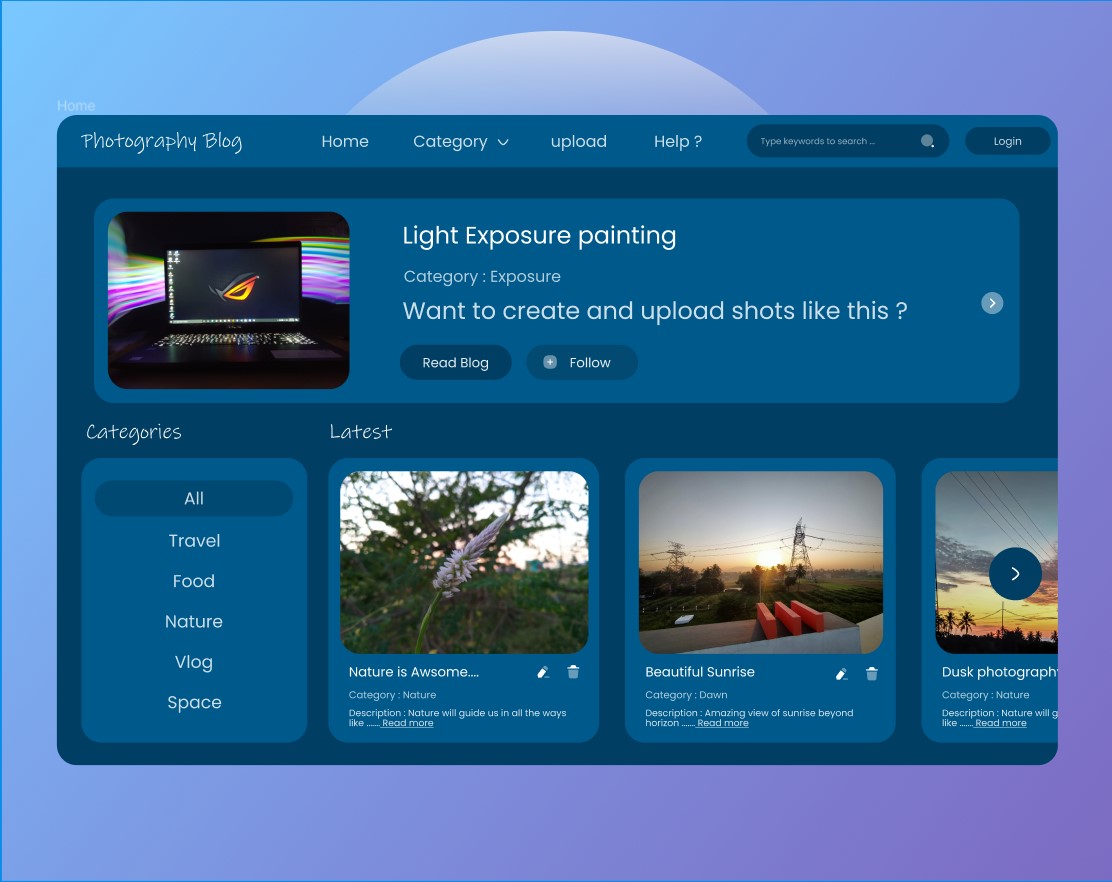 Home
Photography Blog
Home
Category
upload
Help ?
Type keywords to search ...
Login
Light Exposure painting
Category : Exposure
Want to create and upload shots like this ?
Read Blog
Follow
Categories
All
Travel
Food
Nature
Vlog
Space
Latest
Nature is Awsome....
Category : Nature
Description : Nature will guide us in all the ways
like ....... Read more
Beautiful Sunrise
Category : Dawn
Description : Amazing view of sunrise beyond
horizon ....... Read more
Dusk photography
Category : Nature
Description : Nature will g
like ....... Read more